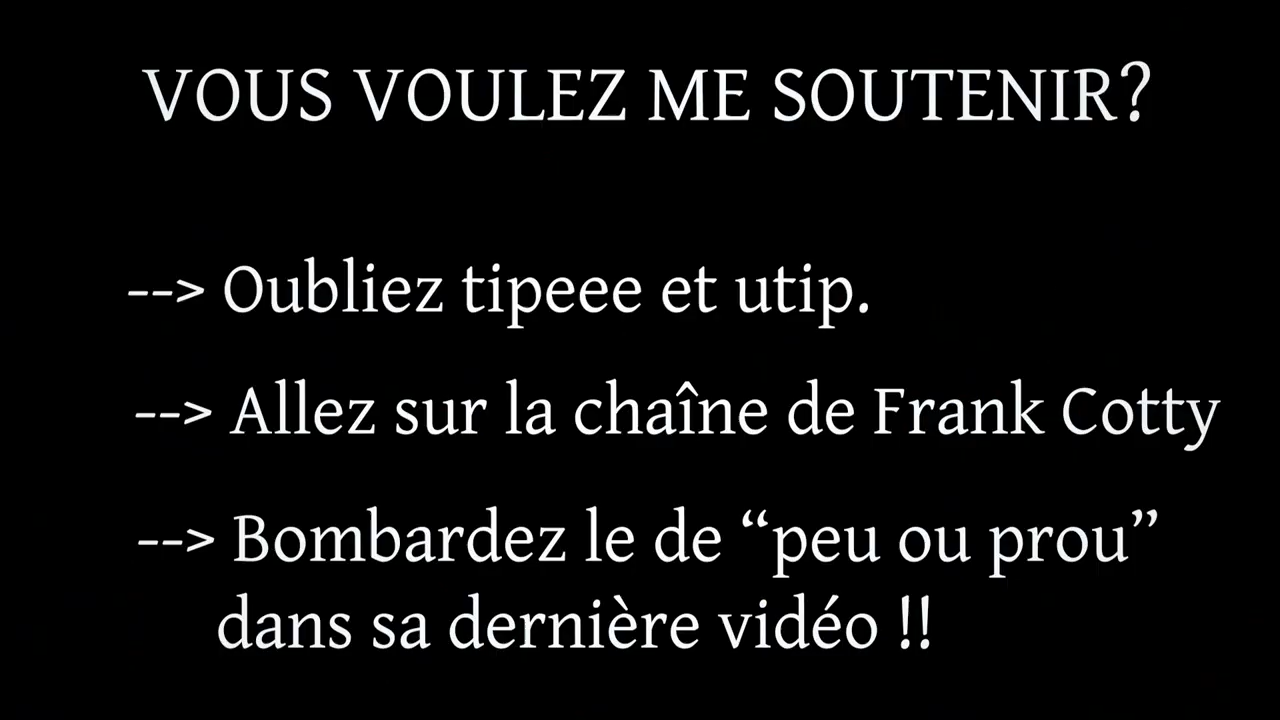 VOUS VOULEZ ME SOUTENIR?
--> Oubliez tipeee et utip.
--> Allez sur la chaîne de Frank Cotty
--> Bombardez le de “peu ou prou”
dans sa dernière vidéo !!